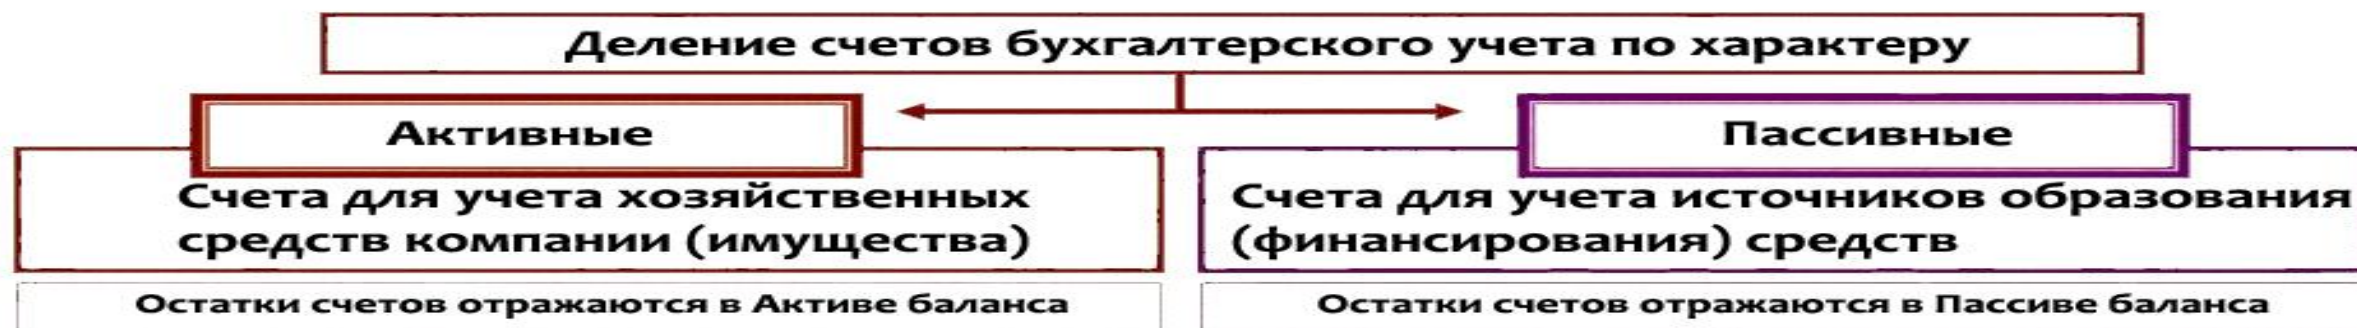 Деление счетов бухгалтерского учета по характеру
Активные
Счета для учета хозяйственных
средств компании (имущества)
Остатки счетов отражаются в Активе баланса
Пассивные
Счета для учета источников образования
(финансирования) средств
Остатки счетов отражаются в Пассиве баланса